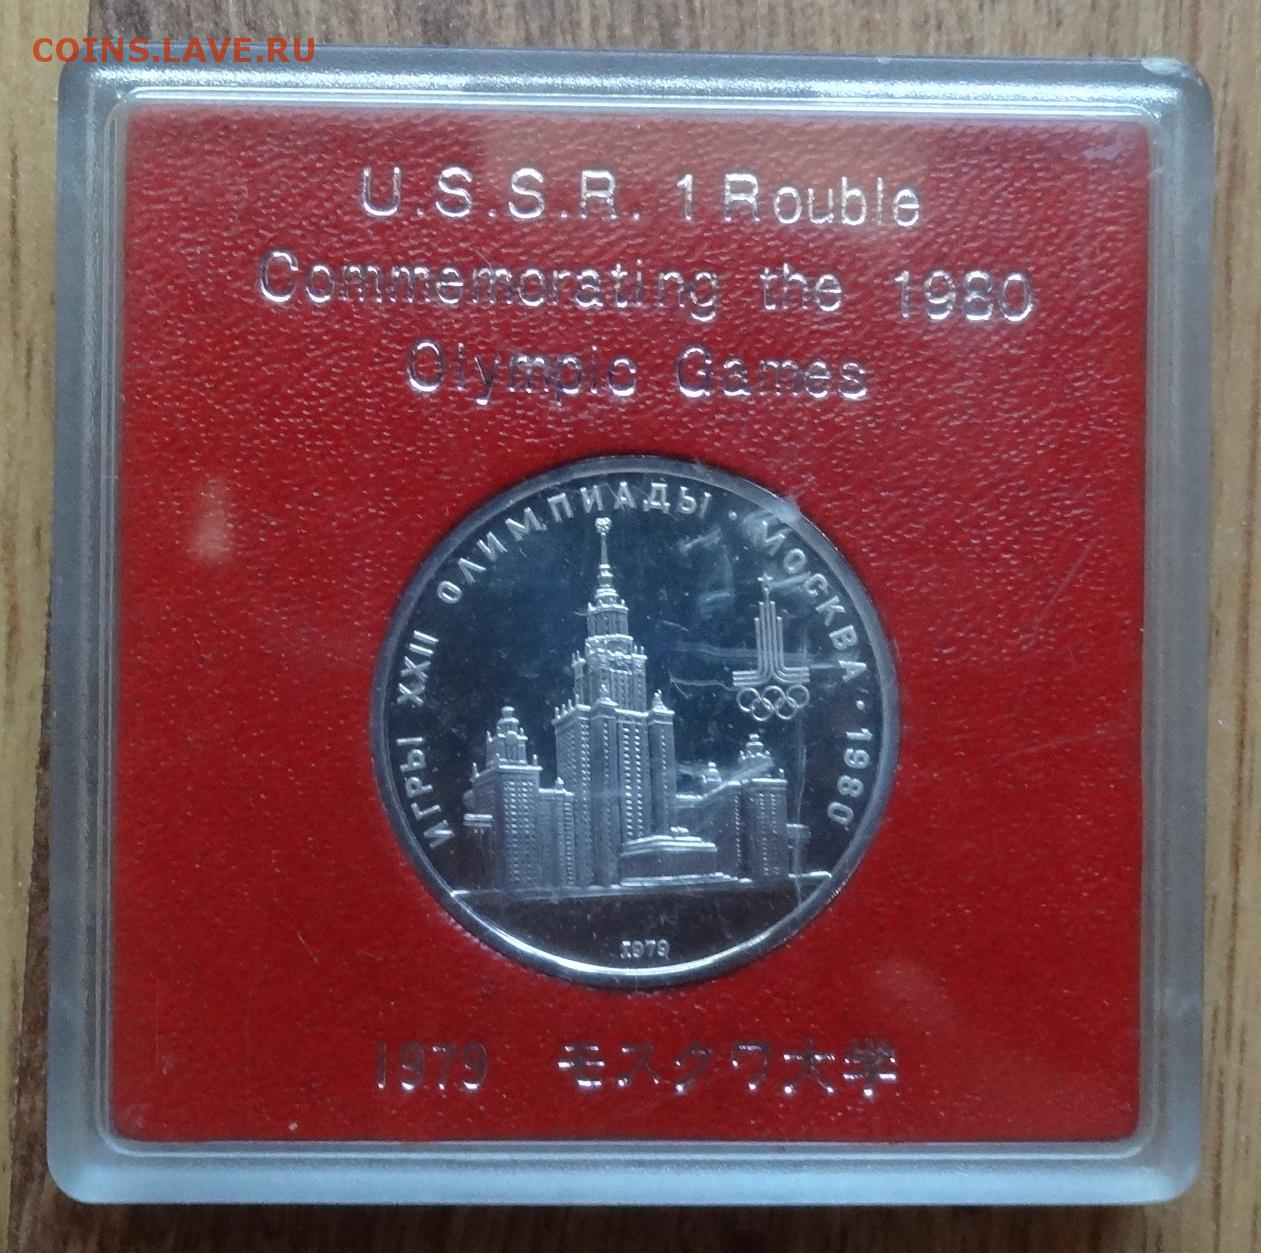 COINS.LAVE.RU
U.S.S.R. 1 Rouble
Commemorating the 1980
Olympic Games
ИГРЫ XXII ОЛИМПИАДЫ · МОСКВА · 1980
1979
1979 モスクワ大学